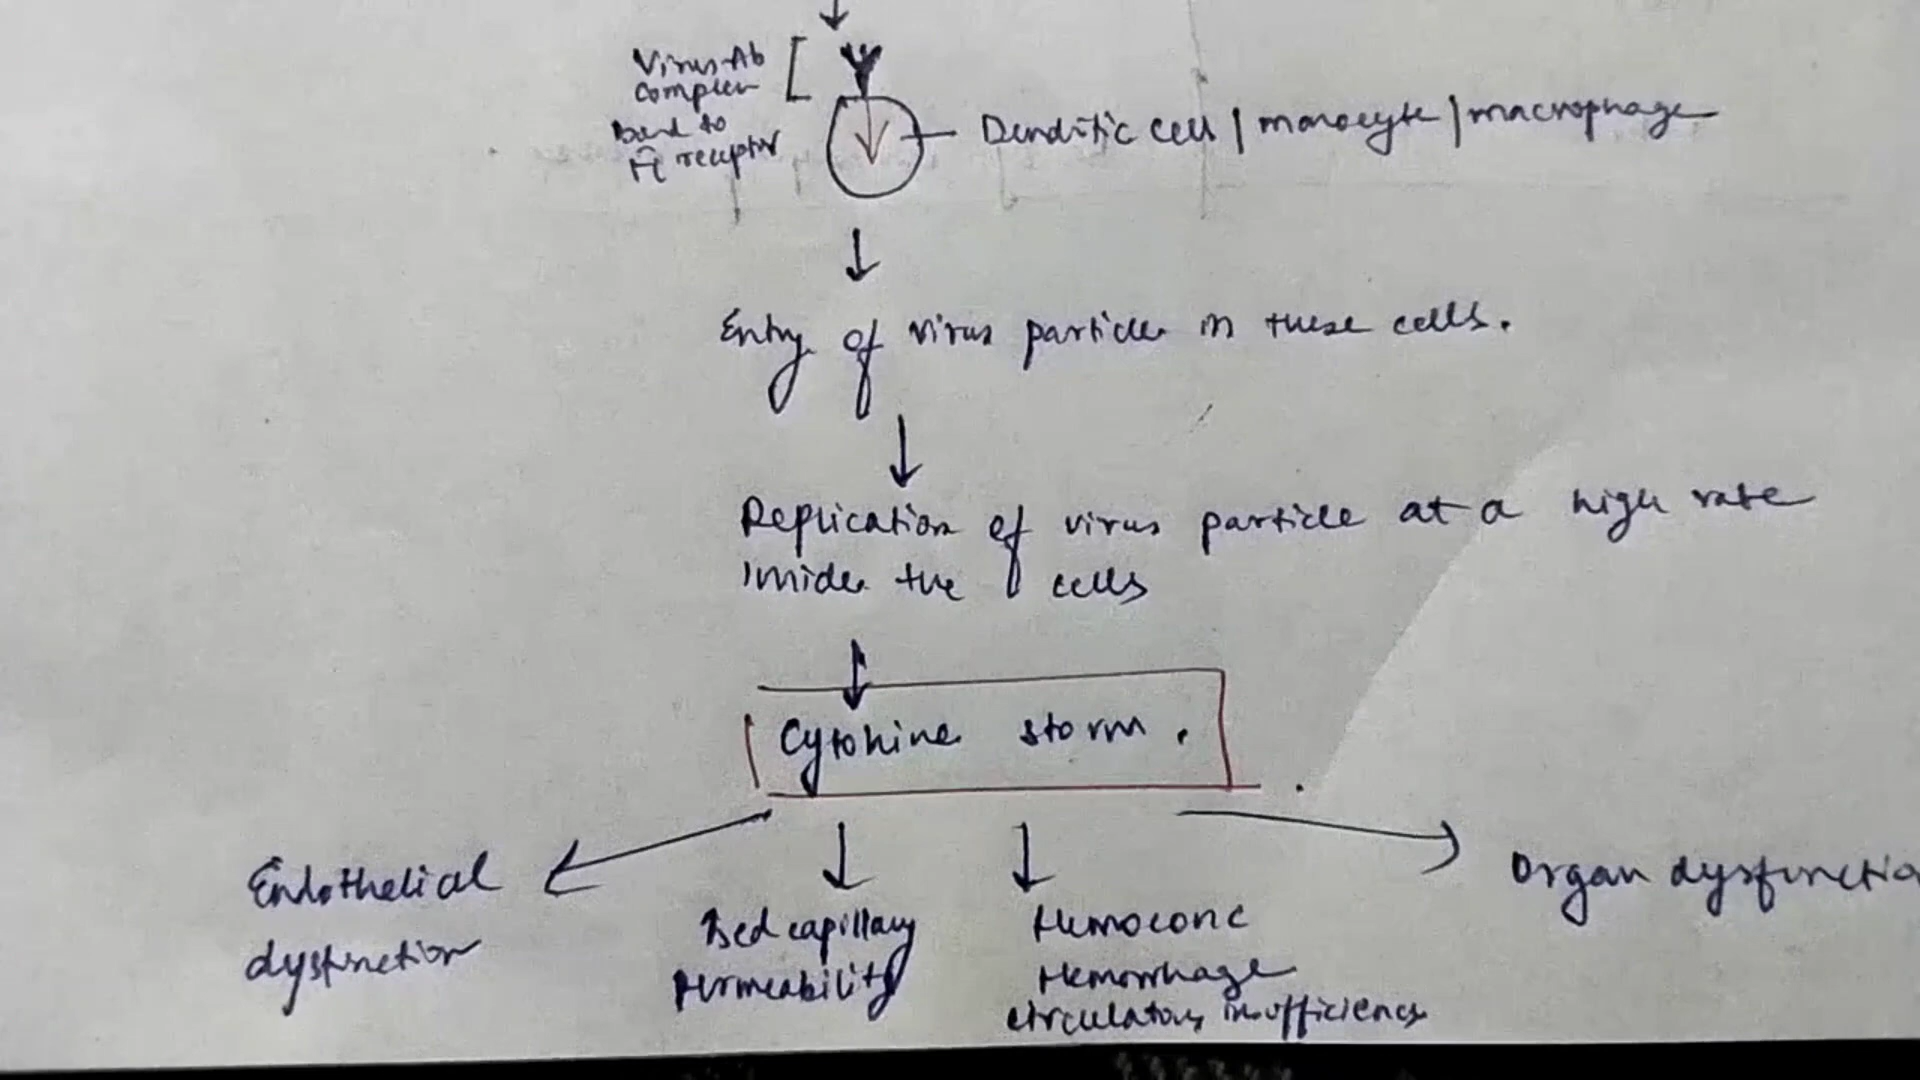 Virus-Ab
complex
Band to
Fc receptor
Dendritic cell / monocyte / macrophage
Entry of virus particle in these cells.
Replication of virus particle at a high rate
inside the cells
Cytokine storm.
Endothelial
dysfunction
↑sed capillary
permeability
Hemoconc
Hemorrhage
circulatory insufficiency
Organ dysfunctio